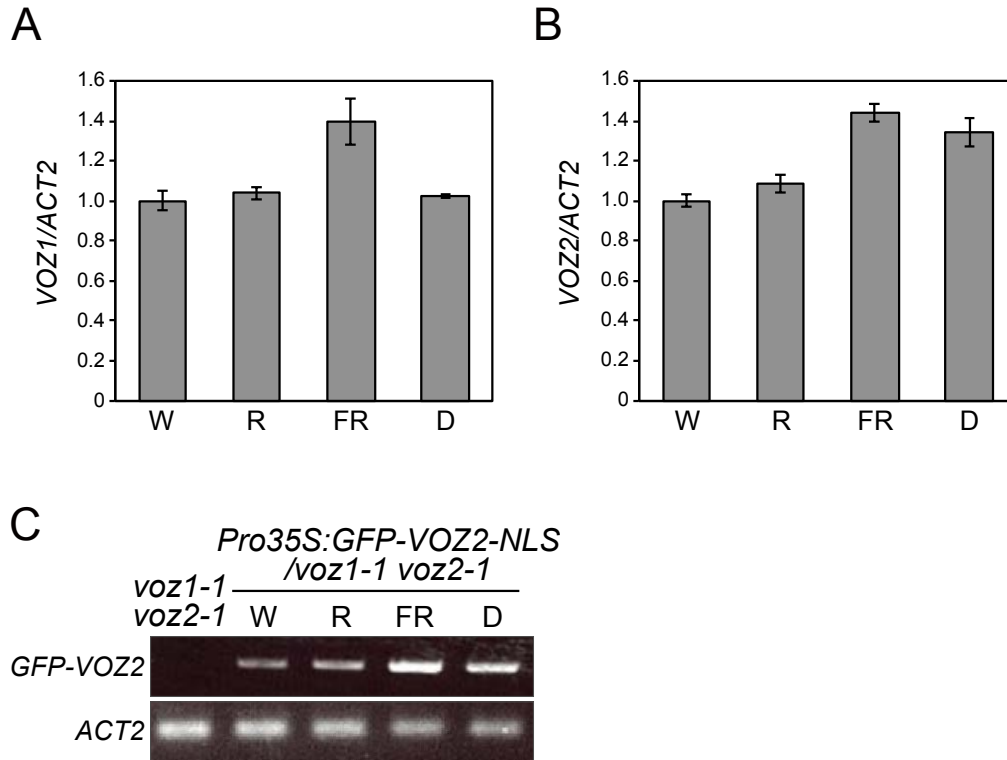 A
VOZ1/ACT2
1.6
1.4
1.2
1.0
0.8
0.6
0.4
0.2
0
W R FR D
B
VOZ2/ACT2
1.6
1.4
1.2
1.0
0.8
0.6
0.4
0.2
0
W R FR D
C
Pro35S:GFP-VOZ2-NLS
/voz1-1 voz2-1
voz1-1
voz2-1 W R FR D
GFP-VOZ2
ACT2